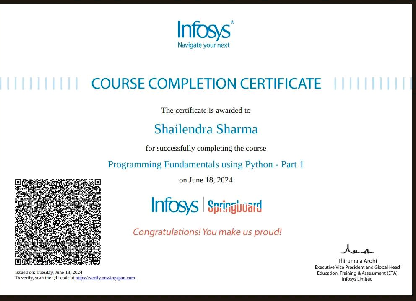 Infosys
Navigate your next
COURSE COMPLETION CERTIFICATE
The certificate is awarded to
Shailendra Sharma
for successfully completing the course
Programming Fundamentals using Python - Part 1
on June 18, 2024
Infosys | Springboard
Congratulations! You make us proud!
Issued on: Tuesday, June 18, 2024
To verify, scan the QR code at
Executive Vice President and Global Head
Education, Training & Assessment (ETA)
Infosys Limited